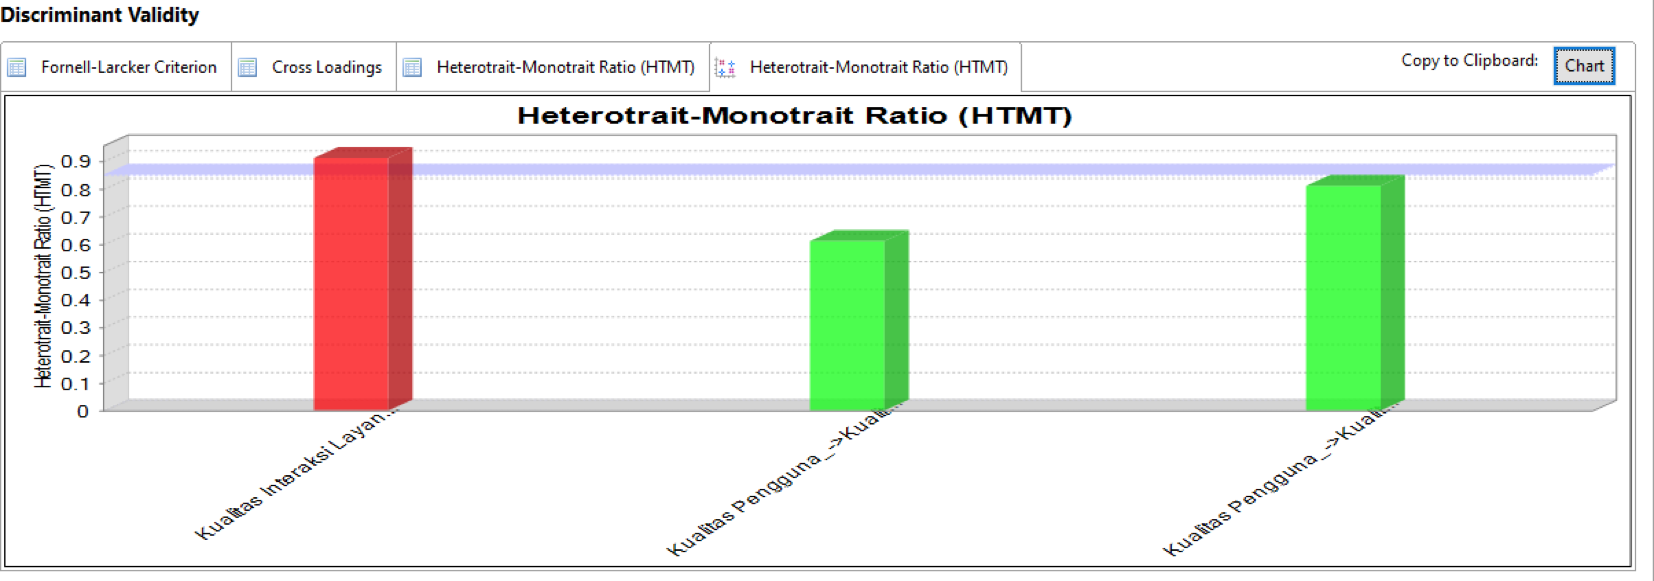 Discriminant Validity
Fornell-Larcker Criterion
Cross Loadings
Heterotrait-Monotrait Ratio (HTMT)
Heterotrait-Monotrait Ratio (HTMT)
Copy to Clipboard:
Chart
Heterotrait-Monotrait Ratio (HTMT)
Heterotrait-Monotrait Ratio (HTMT)
0.9
0.8
0.7
0.6
0.5
0.4
0.3
0.2
0.1
0
Kualitas Interaksi Layan...
Kualitas Pengguna_->Kualit...
Kualitas Pengguna_->Kualit...